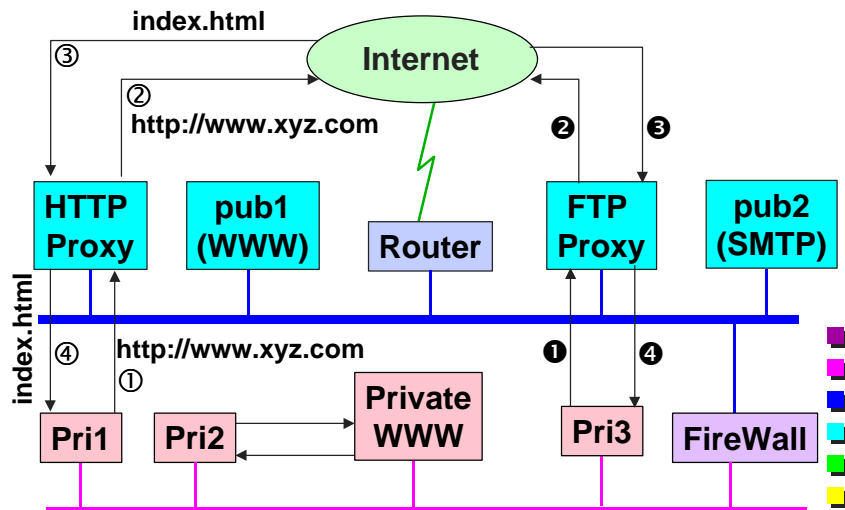 index.html
③
Internet
②
http://www.xyz.com
❷
❸
HTTP
Proxy
pub1
(WWW)
Router
FTP
Proxy
pub2
(SMTP)
index.html
④
http://www.xyz.com
①
❶
❹
Pri1
Pri2
Private
WWW
Pri3
FireWall